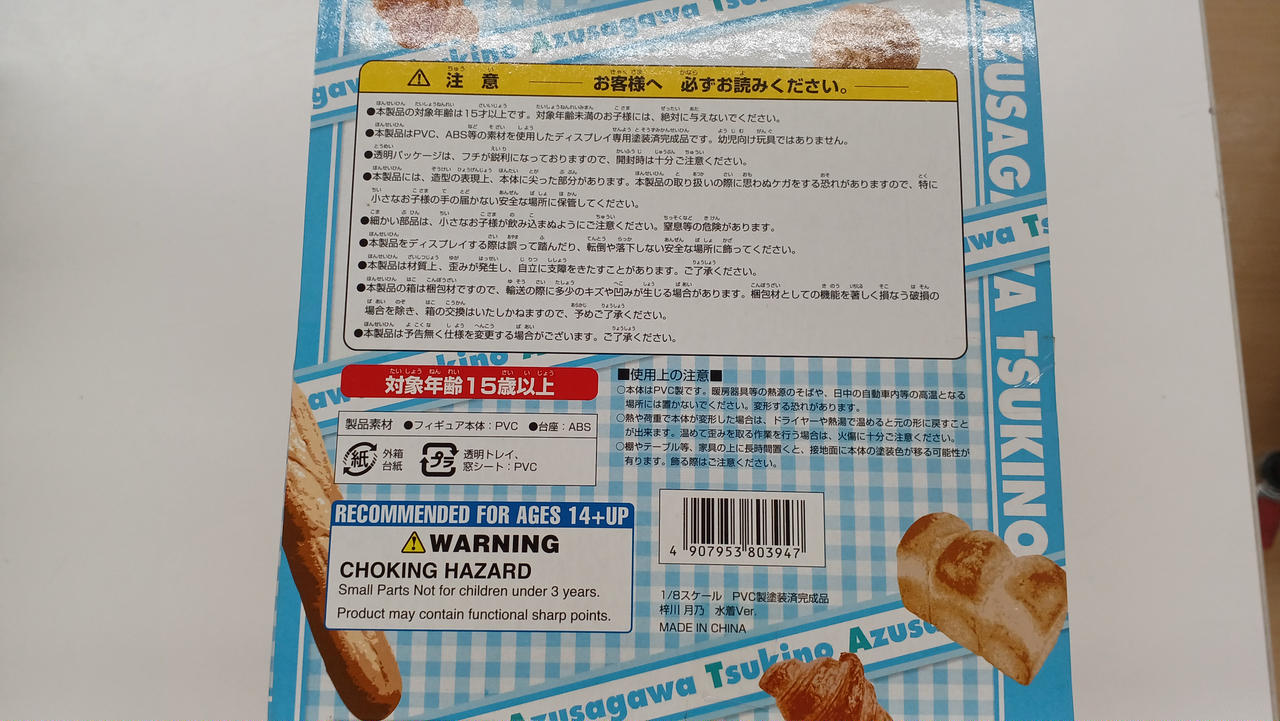 Azusagawa Tsukino
Tsukino Azusagawa Tsukino
AZUSAGAWA TSUKINO
⚠ 注意 お客様へ 必ずお読みください。
●本製品の対象年齢は15才以上です。対象年齢未満のお子様には、絶対に与えないでください。
●本製品はPVC、ABS等の素材を使用したディスプレイ専用塗装済完成品です。幼児向け玩具ではありません。
●透明パッケージは、フチが鋭利になっておりますので、開封時は十分ご注意ください。
●本製品には、造型の表現上、本体に尖った部分があります。本製品の取り扱いの際に思わぬケガをする恐れがありますので、特に
小さなお子様の手の届かない安全な場所に保管してください。
●細かい部品は、小さなお子様が飲み込まぬようにご注意ください。窒息等の危険があります。
●本製品をディスプレイする際は誤って踏んだり、転倒や落下しない安全な場所に飾ってください。
●本製品は材質上、歪みが発生し、自立に支障をきたすことがあります。ご了承ください。
●本製品の箱は梱包材ですので、輸送の際に多少のキズや凹みが生じる場合があります。梱包材としての機能を著しく損なう破損の
場合を除き、箱の交換はいたしかねますので、予めご了承ください。
●本製品は予告無く仕様を変更する場合がございます。ご了承ください。
対象年齢15歳以上
製品素材 ●フィギュア本体:PVC ●台座:ABS
紙 外箱
台紙
プラ 透明トレイ、
窓シート:PVC
■使用上の注意■
○本体はPVC製です。暖房器具等の熱源のそばや、日中の自動車内等の高温となる
場所には置かないでください。変形する恐れがあります。
○熱や荷重で本体が変形した場合は、ドライヤーや熱湯で温めると元の形に戻すこと
が出来ます。温めて歪みを取る作業を行う場合は、火傷に十分ご注意ください。
○棚やテーブル等、家具の上に長時間置くと、接地面に本体の塗装色が移る可能性が
有ります。飾る際はご注意ください。
RECOMMENDED FOR AGES 14+UP
⚠WARNING
CHOKING HAZARD
Small Parts Not for children under 3 years.
Product may contain functional sharp points.
4 907953 803947
1/8スケール PVC製塗装済完成品
梓川 月乃 水着Ver.
MADE IN CHINA
Azusagawa Tsukino Azusa